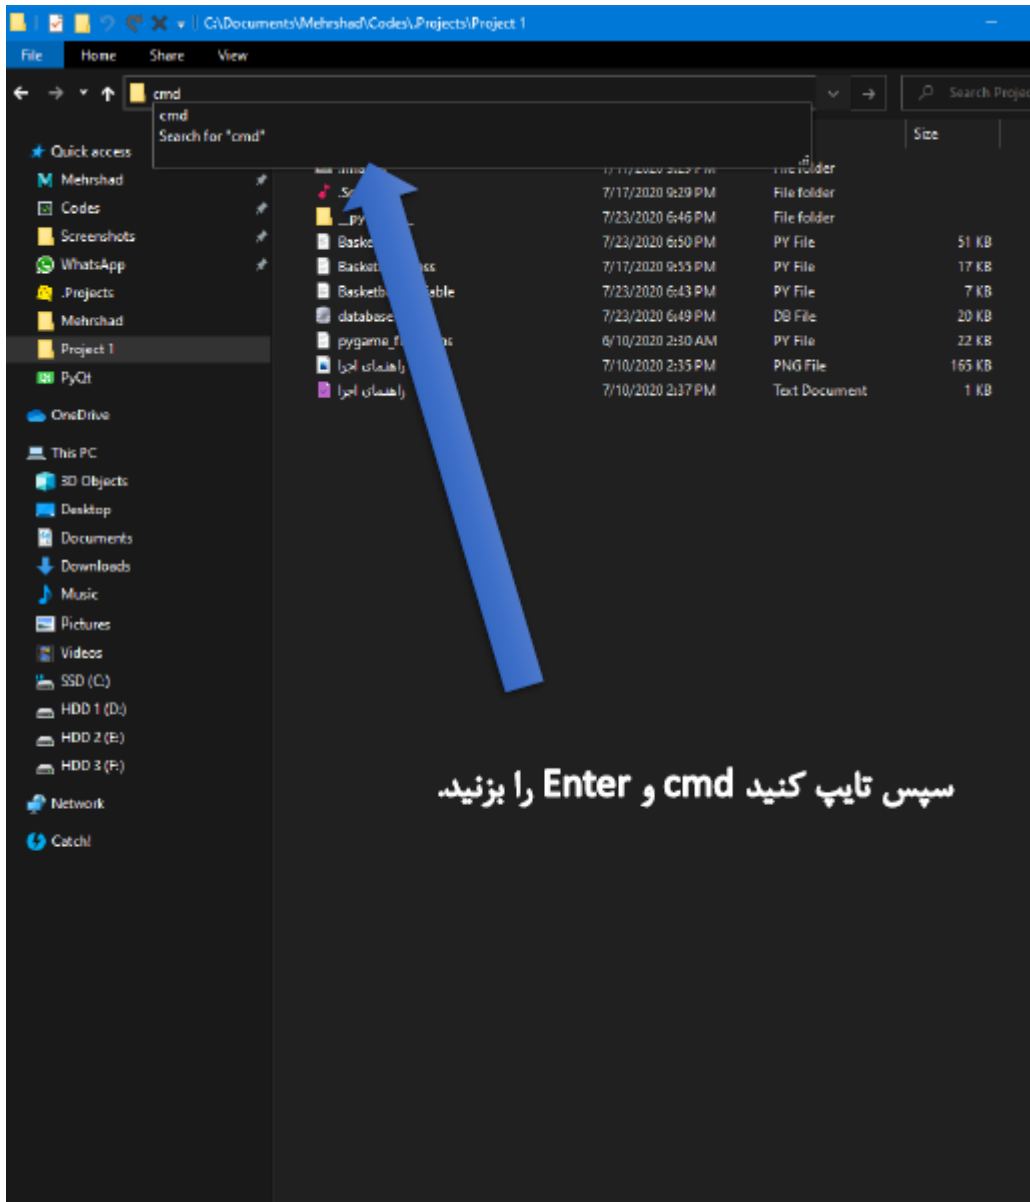 C:\Documents\Mehrshad\Codes\.Projects\Project 1
File Home Share View
cmd
cmd
Search for "cmd"
Search Projec
Size
Quick access
Mehrshad
Codes
Screenshots
WhatsApp
.Projects
Mehrshad
Project 1
PyQt
OneDrive
This PC
3D Objects
Desktop
Documents
Downloads
Music
Pictures
Videos
SSD (C:)
HDD 1 (D:)
HDD 2 (E:)
HDD 3 (F:)
Network
Catch!
File folder
7/17/2020 9:29 PM File folder
7/23/2020 6:46 PM File folder
7/23/2020 6:50 PM PY File 51 KB
7/17/2020 9:55 PM PY File 17 KB
7/23/2020 6:43 PM PY File 7 KB
database 7/23/2020 6:49 PM DB File 20 KB
6/10/2020 2:30 AM PY File 22 KB
راهنمای اجرا 7/10/2020 2:35 PM PNG File 165 KB
راهنمای اجرا 7/10/2020 2:37 PM Text Document 1 KB
سپس تایپ کنید cmd و Enter را بزنید.